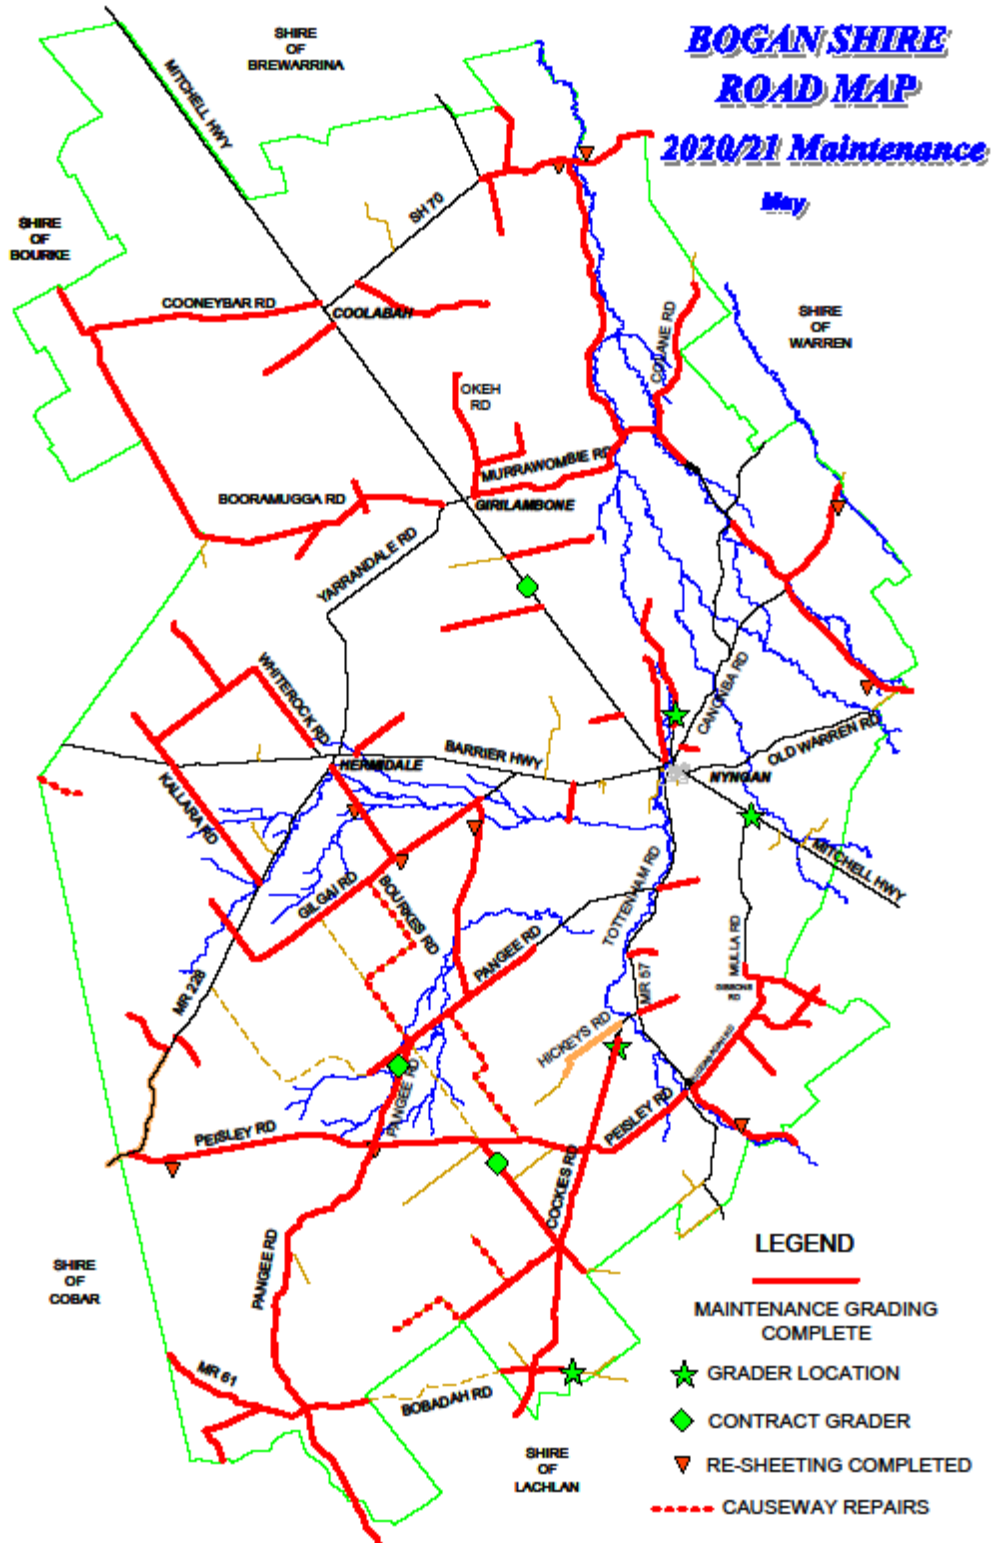 BOGAN SHIRE
ROAD MAP
2020/21 Maintenance
May
SHIRE
OF
BREWARRINA
MITCHELL HWY
SHIRE
OF
BOURKE
SH 70
COONEYBAR RD
COOLABAH
SHIRE
OF
WARREN
OKEH
RD
MURRAWOMBIE RD
BOORAMUGGA RD
GIRILAMBONE
YARRANDALE RD
WHITEROCK RD
CANONBA RD
OLD WARREN RD
BARRIER HWY
HERMIDALE
NYNGAN
KALLARA RD
MITCHELL HWY
GILGAI RD
BOURKES RD
TOTTENHAM RD
PANGEE RD
MULLA RD
GIBBONS
RD
MR 228
MR 57
HICKEYS RD
PANGEE RD
PEISLEY RD
PEISLEY RD
COCKIES RD
PANGEE RD
SHIRE
OF
COBAR
MR 61
BOBADAH RD
SHIRE
OF
LACHLAN
LEGEND
MAINTENANCE GRADING
COMPLETE
GRADER LOCATION
CONTRACT GRADER
RE-SHEETING COMPLETED
CAUSEWAY REPAIRS